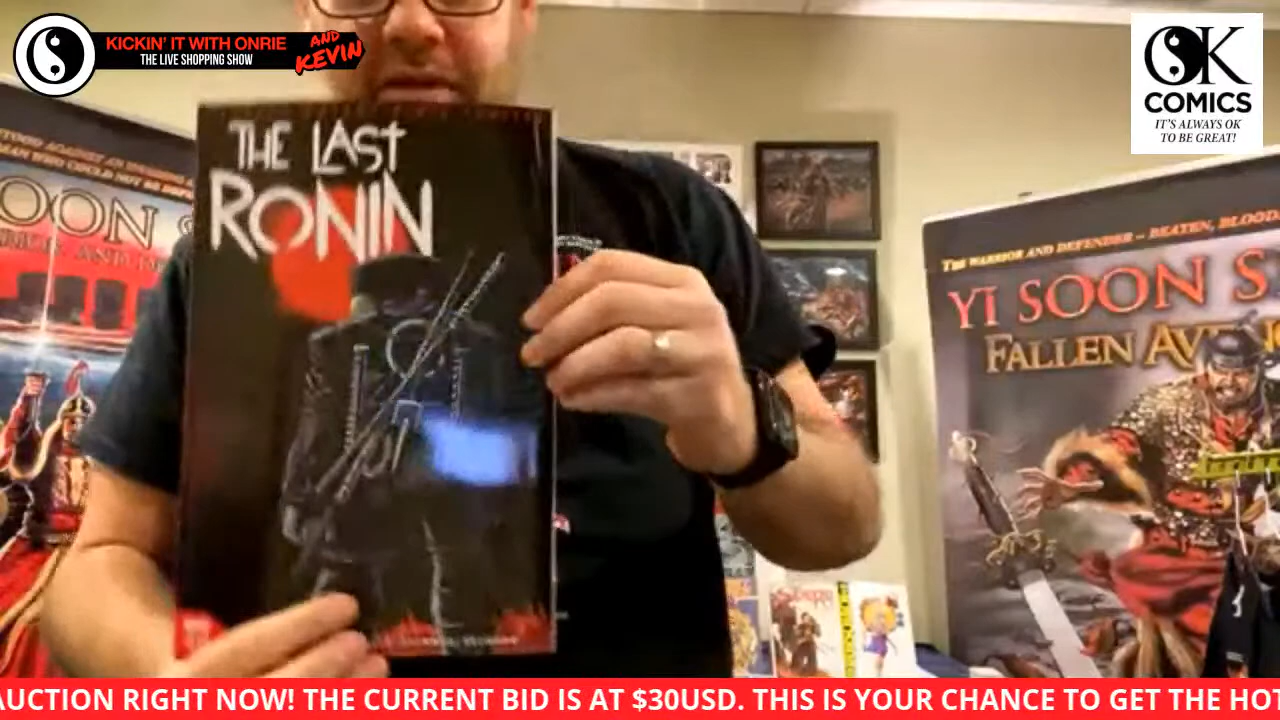 KICKIN' IT WITH ONRIE
AND
KEVIN
THE LIVE SHOPPING SHOW
OK
COMICS
IT'S ALWAYS OK
TO BE GREAT!
THE LAST
RONIN
OON S
THE WARRIOR AND DEFENDER – BEATEN, BLOOD
YI SOON S
FALLEN AVEN
AUCTION RIGHT NOW! THE CURRENT BID IS AT $30USD. THIS IS YOUR CHANCE TO GET THE HOT